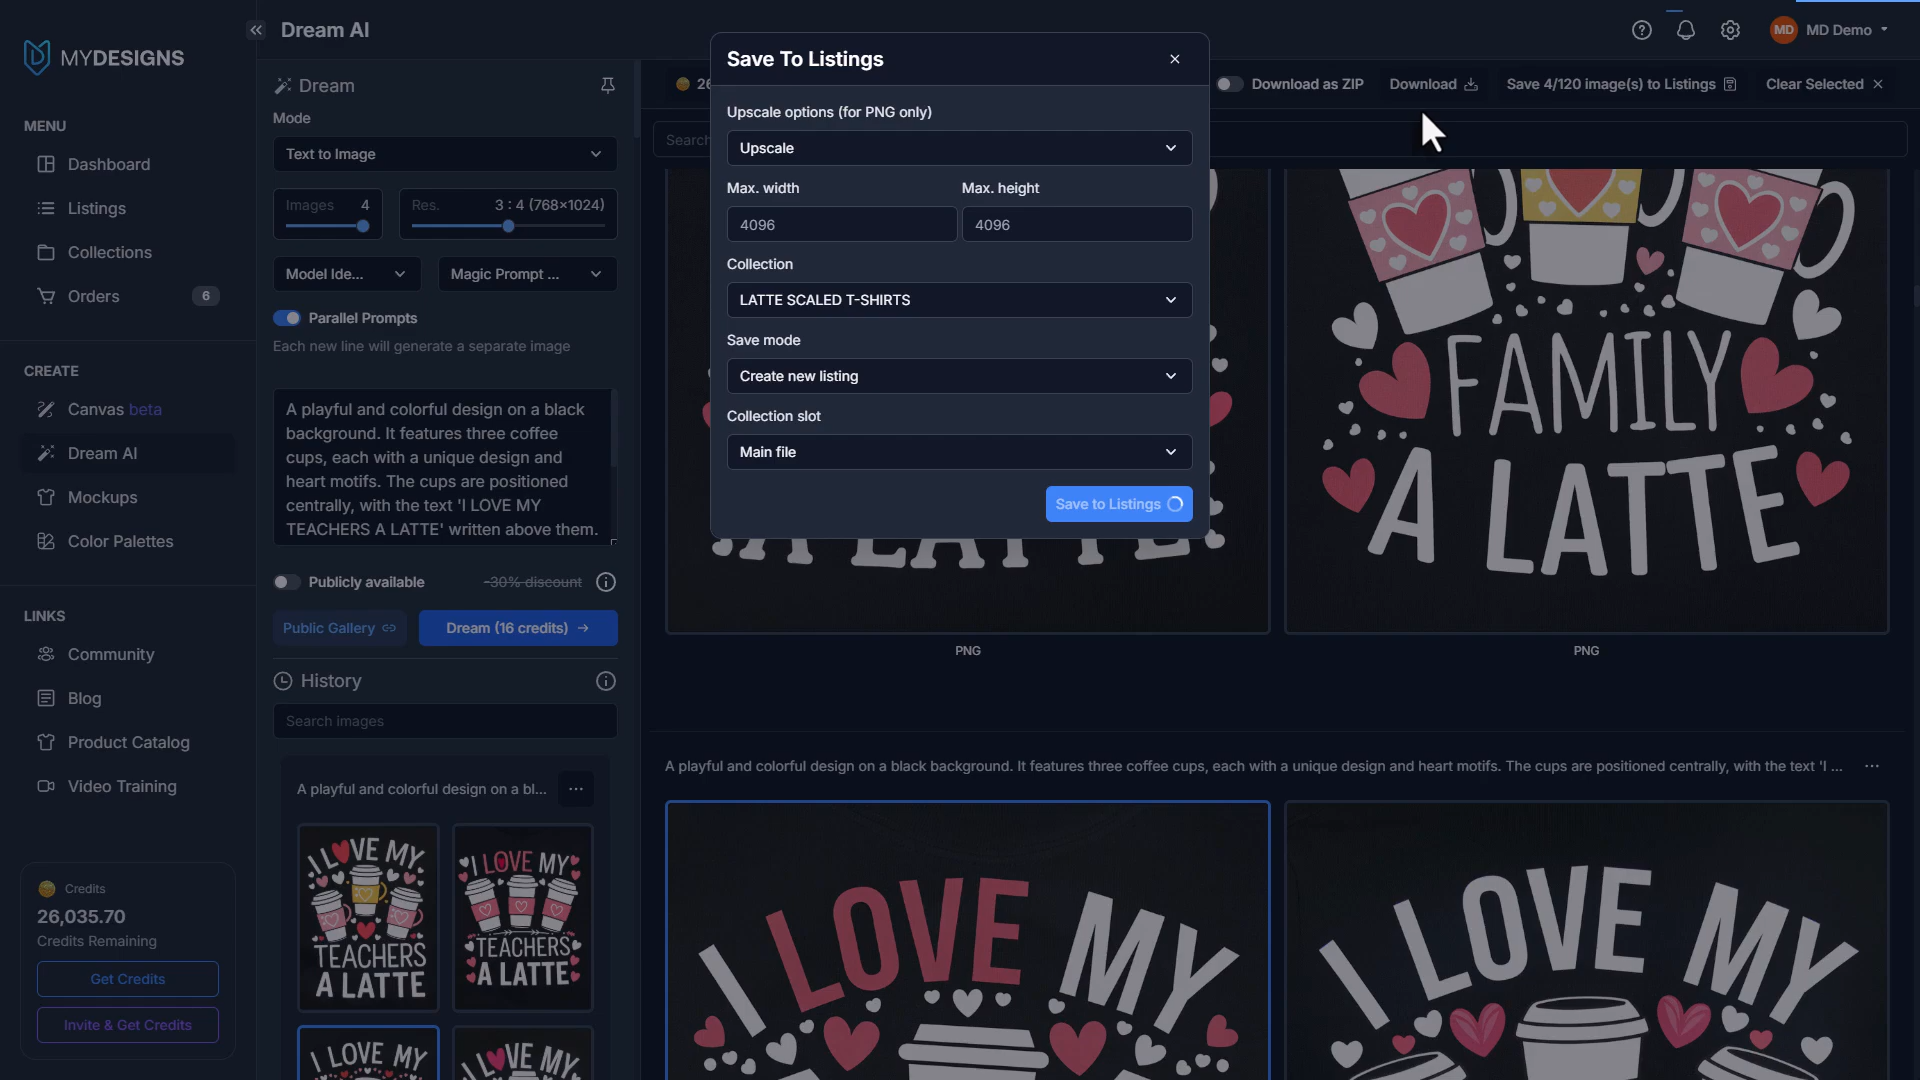 MYDESIGNS
MENU
Dashboard
Listings
Collections
Orders
6
CREATE
Canvas beta
Dream AI
Mockups
Color Palettes
LINKS
Community
Blog
Product Catalog
Video Training
Credits
26,035.70
Credits Remaining
Get Credits
Invite & Get Credits
Dream AI
MD
MD Demo
Dream
Mode
Text to Image
Images 4
Res. 3 : 4 (768×1024)
Model Ide...
Magic Prompt ...
Parallel Prompts
Each new line will generate a separate image
A playful and colorful design on a black
background. It features three coffee
cups, each with a unique design and
heart motifs. The cups are positioned
centrally, with the text 'I LOVE MY
TEACHERS A LATTE' written above them.
Publicly available
-30% discount
Public Gallery
Dream (16 credits)
History
Search images
A playful and colorful design on a bl...
I LOVE MY
TEACHERS
A LATTE
I LOVE MY
TEACHERS
A LATTE
I LOVE MY
I LOVE MY
26
Download as ZIP
Download
Save 4/120 image(s) to Listings
Clear Selected
Search
Save To Listings
Upscale options (for PNG only)
Upscale
Max. width
Max. height
4096
4096
Collection
LATTE SCALED T-SHIRTS
Save mode
Create new listing
Collection slot
Main file
Save to Listings
A LATTE
FAMILY
A LATTE
PNG
PNG
A playful and colorful design on a black background. It features three coffee cups, each with a unique design and heart motifs. The cups are positioned centrally, with the text 'I ...
I LOVE MY
I LOVE MY